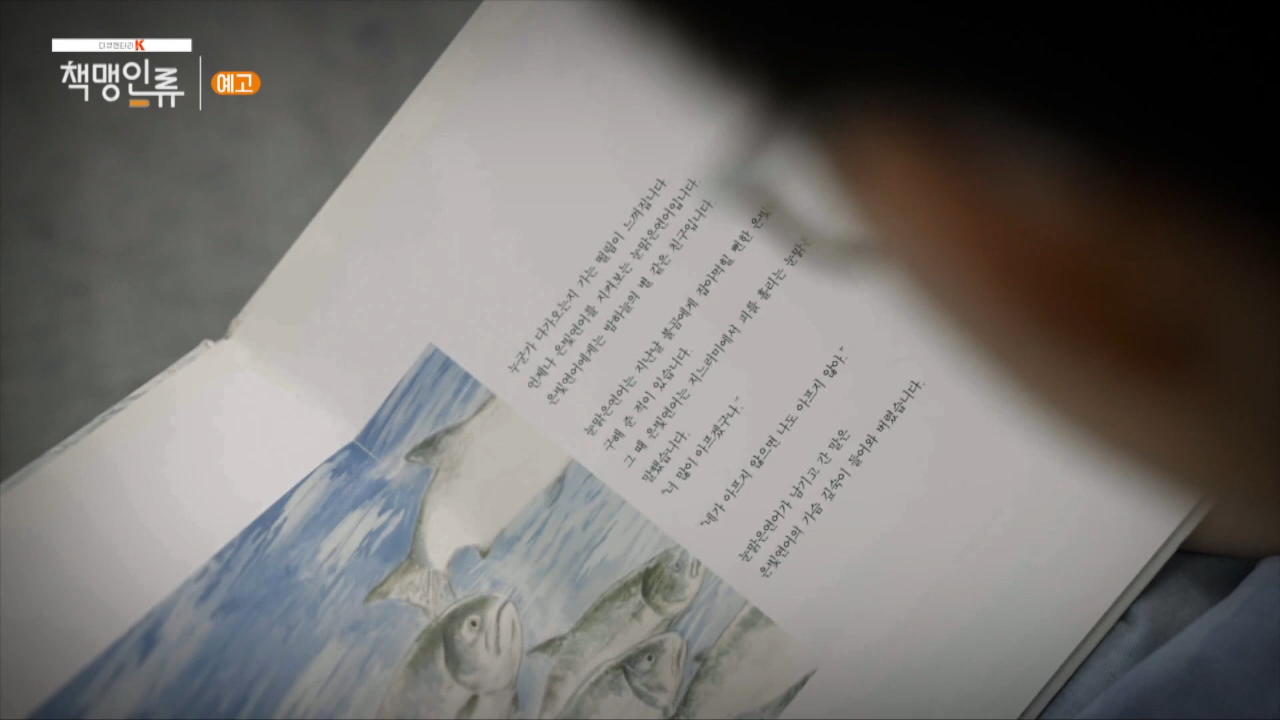 다큐멘터리K
책맹인류
예고
누군가 다가오는지 가는 떨림이 느껴집니다.
언제나 은빛연어를 지켜보는 눈맑은연어입니다.
은빛연어에게는 밤하늘의 별 같은 친구입니다.
눈맑은연어는 지난날 불곰에게 잡아먹힐 뻔한 은빛
구해 준 적이 있습니다.
그 때 은빛연어는 지느러미에서 피를 흘리는 눈맑은
말했습니다.
"너 많이 아프겠구나."
"네가 아프지 않으면 나도 아프지 않아."
눈맑은연어가 남기고 간 말은
은빛연어의 가슴 깊숙이 들어와 버렸습니다.